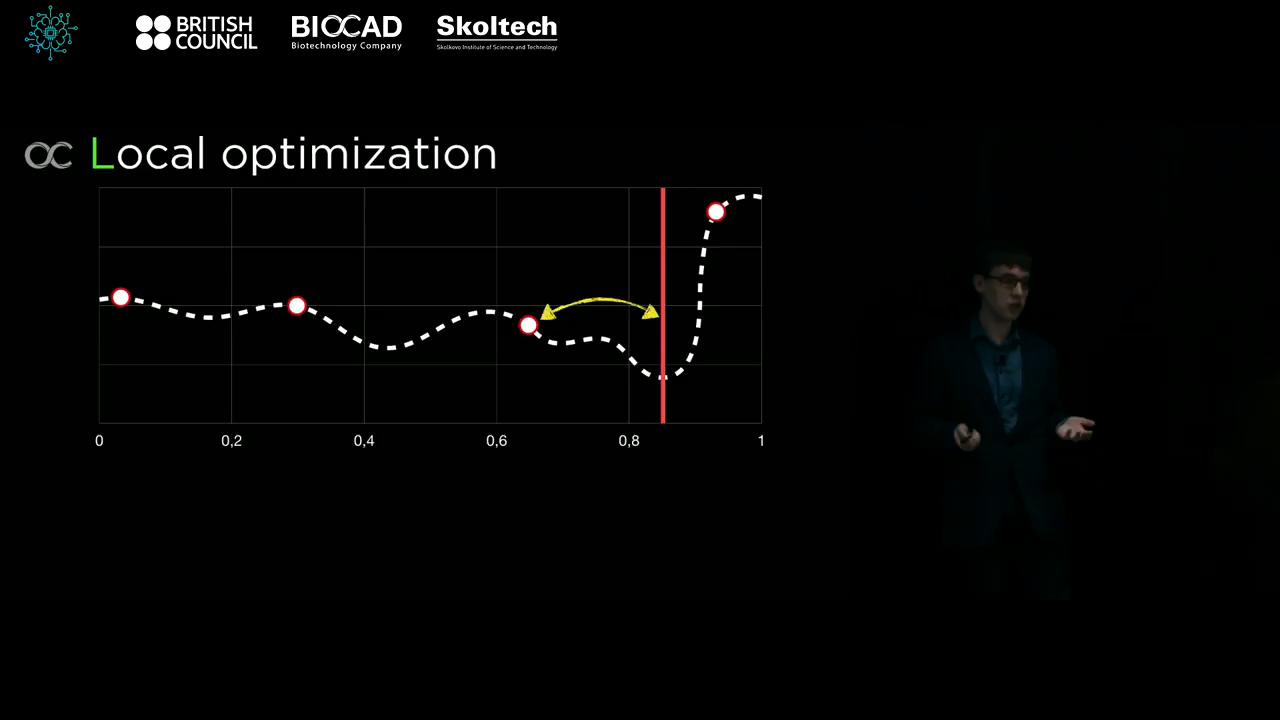 BRITISH
COUNCIL
BIOCAD
Biotechnology Company
Skoltech
Skolkovo Institute of Science and Technology
Local optimization
0
0,2
0,4
0,6
0,8
1